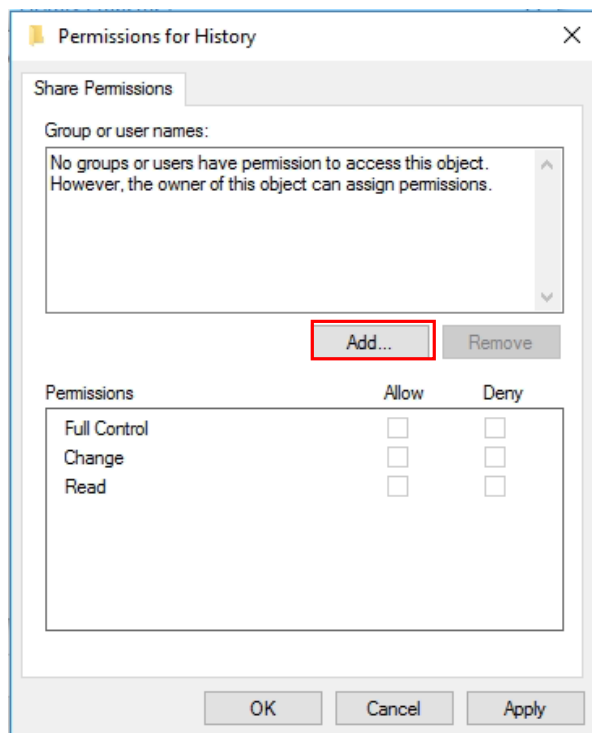 Permissions for History
Share Permissions
Group or user names:
No groups or users have permission to access this object.
However, the owner of this object can assign permissions.
Add...
Remove
Permissions Allow Deny
Full Control
Change
Read
OK Cancel Apply